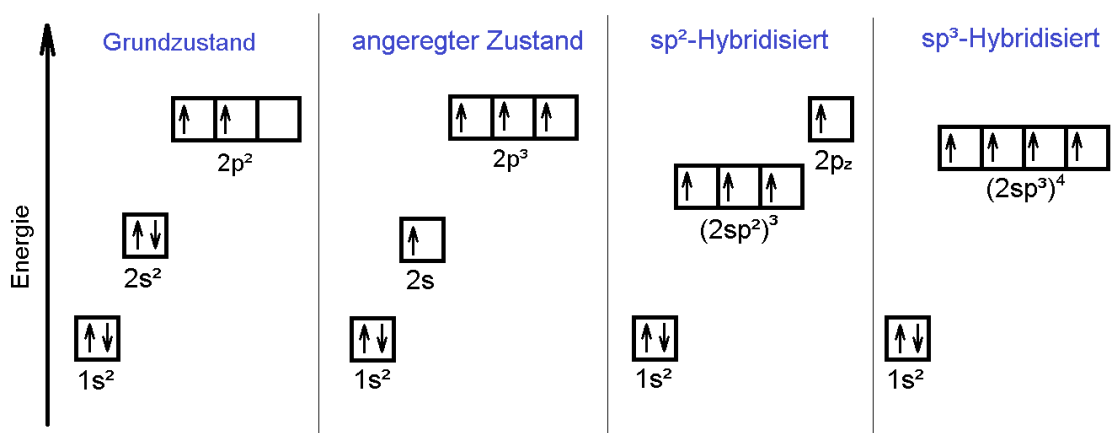 Grundzustand
angeregter Zustand
sp²-Hybridisiert
sp³-Hybridisiert
Energie
2p²
2s²
1s²
2p³
2s
1s²
2p₂
(2sp²)³
1s²
(2sp³)⁴
1s²